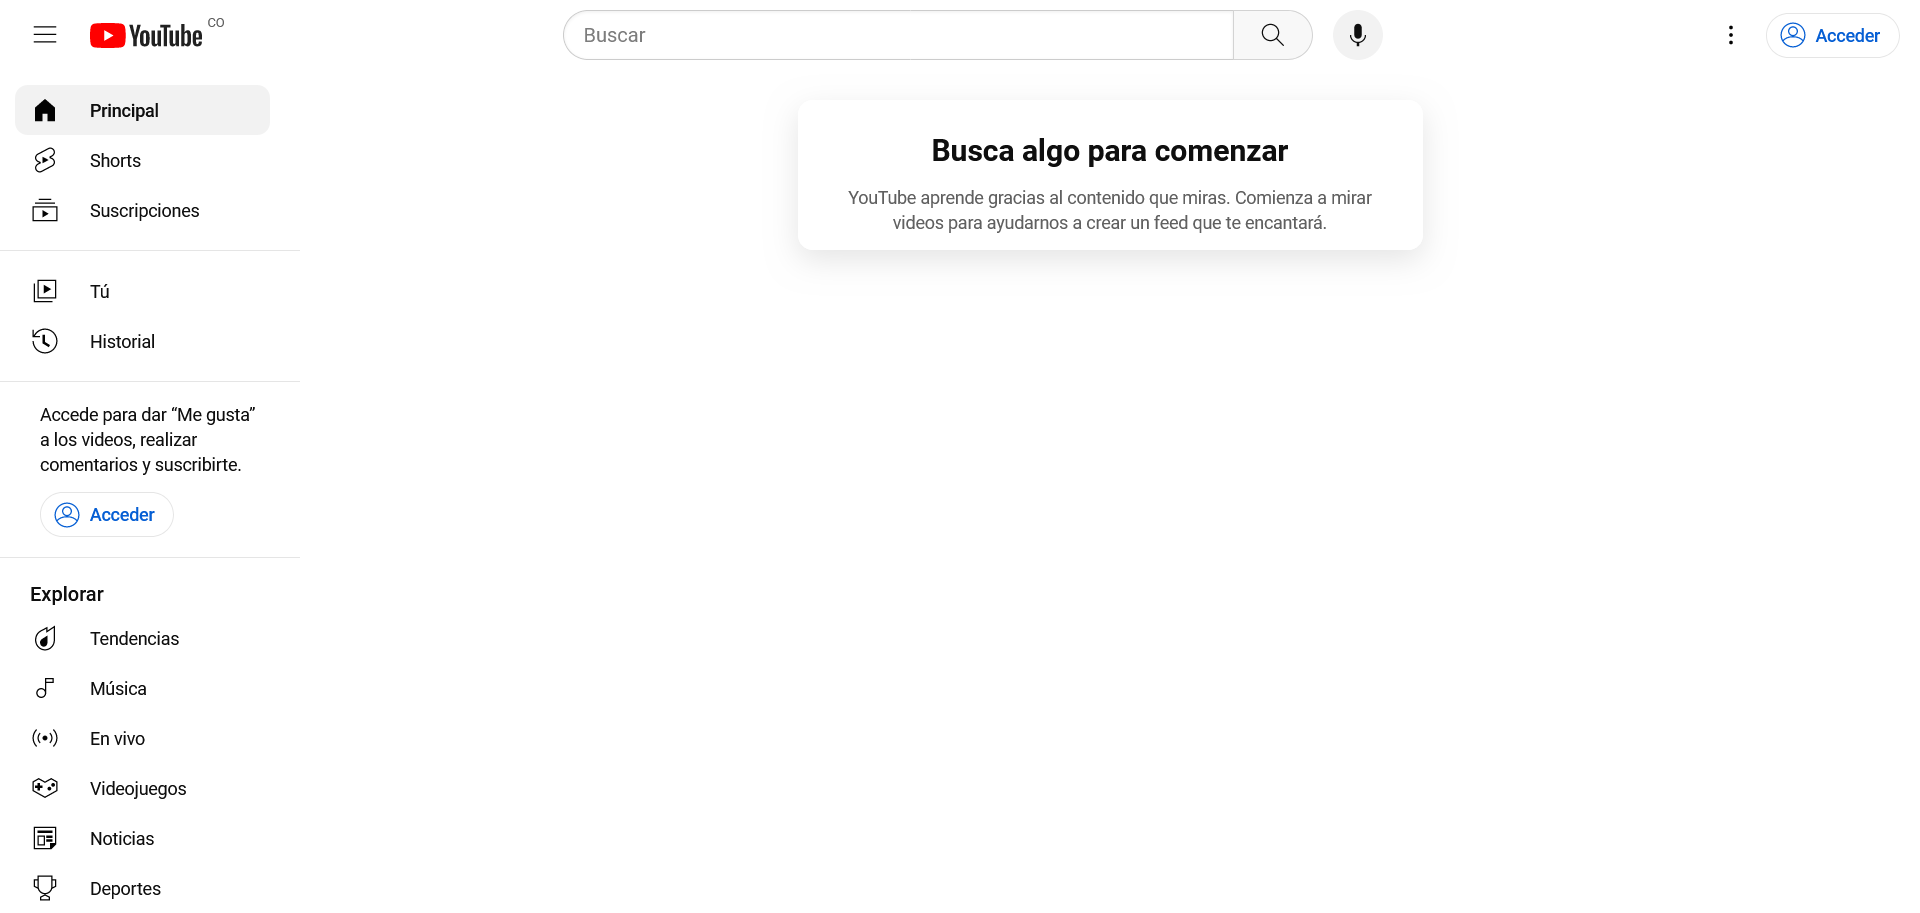 YouTube CO
Buscar
Acceder
Principal
Shorts
Suscripciones
Tú
Historial
Accede para dar “Me gusta”
a los videos, realizar
comentarios y suscribirte.
Acceder
Explorar
Tendencias
Música
En vivo
Videojuegos
Noticias
Deportes
Busca algo para comenzar
YouTube aprende gracias al contenido que miras. Comienza a mirar
videos para ayudarnos a crear un feed que te encantará.